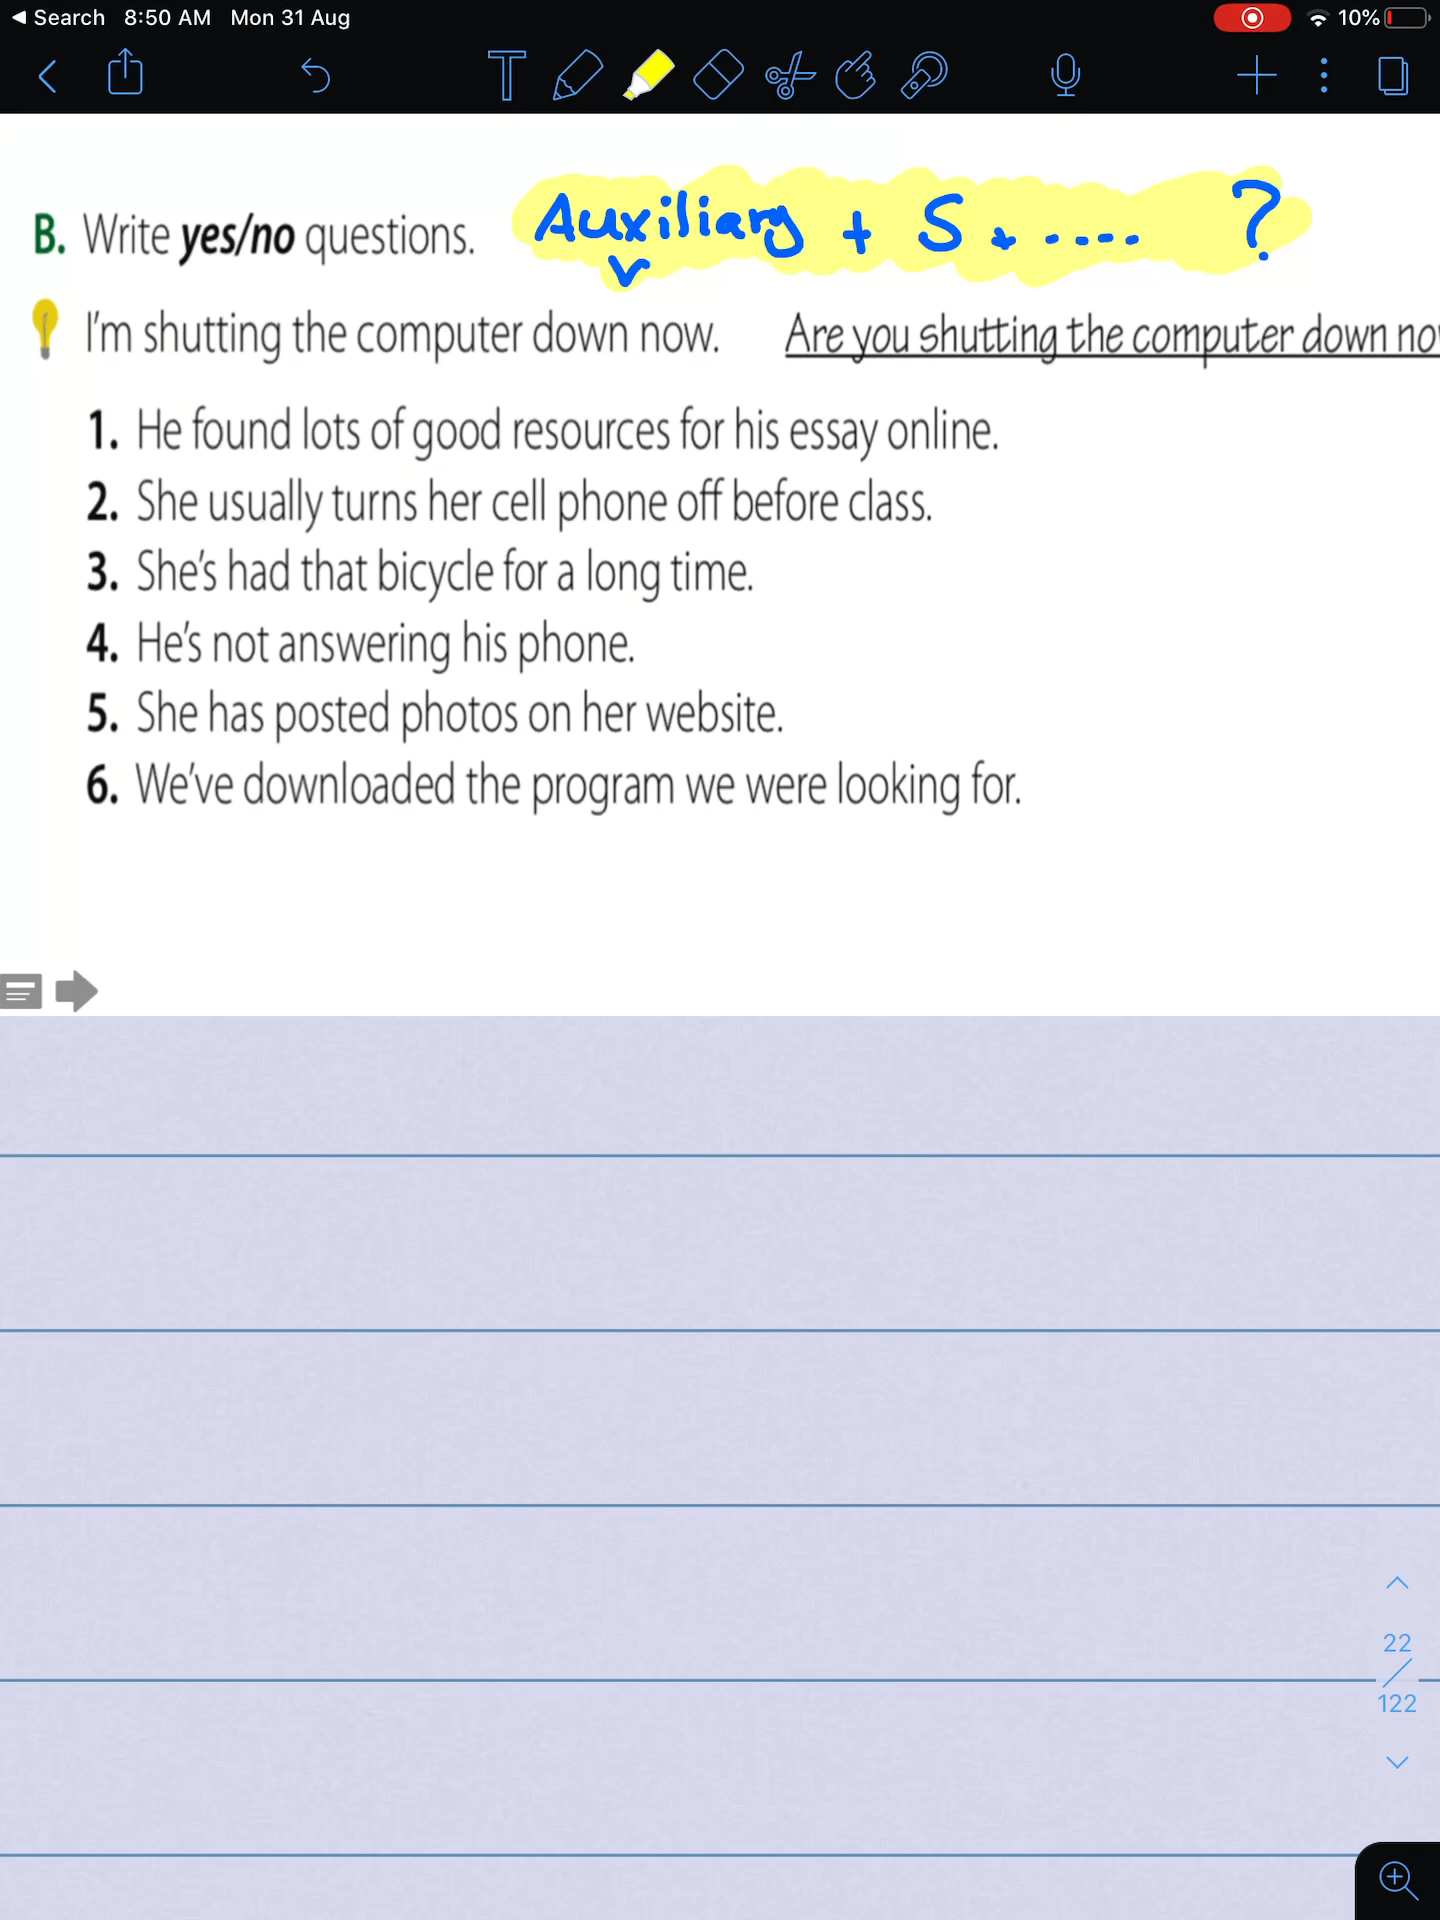 Search 8:50 AM Mon 31 Aug 10%
T
Auxiliary + S + .... ?
B. Write yes/no questions.
v
I'm shutting the computer down now. Are you shutting the computer down
1. He found lots of good resources for his essay online.
2. She usually turns her cell phone off before class.
3. She's had that bicycle for a long time.
4. He's not answering his phone.
5. She has posted photos on her website.
6. We've downloaded the program we were looking for.
22
122